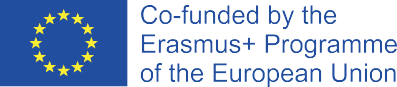 Co-funded by the
Erasmus+ Programme
of the European Union